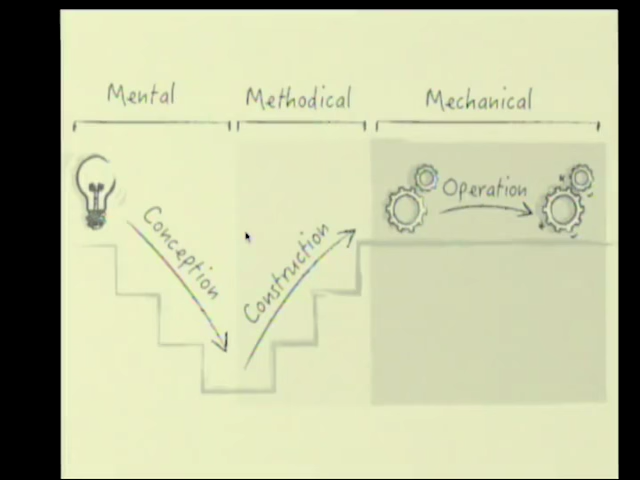 Mental
Methodical
Mechanical
Conception
Construction
Operation